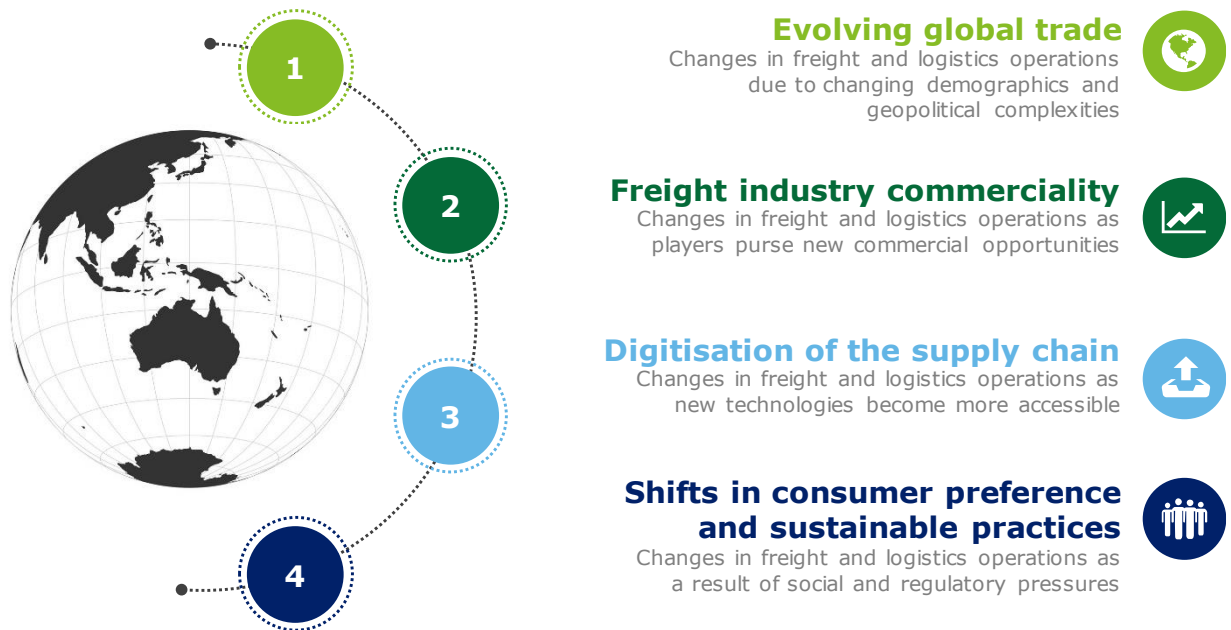 1
Evolving global trade
Changes in freight and logistics operations
due to changing demographics and
geopolitical complexities
2
Freight industry commerciality
Changes in freight and logistics operations as
players purse new commercial opportunities
3
Digitisation of the supply chain
Changes in freight and logistics operations as
new technologies become more accessible
4
Shifts in consumer preference
and sustainable practices
Changes in freight and logistics operations as
a result of social and regulatory pressures